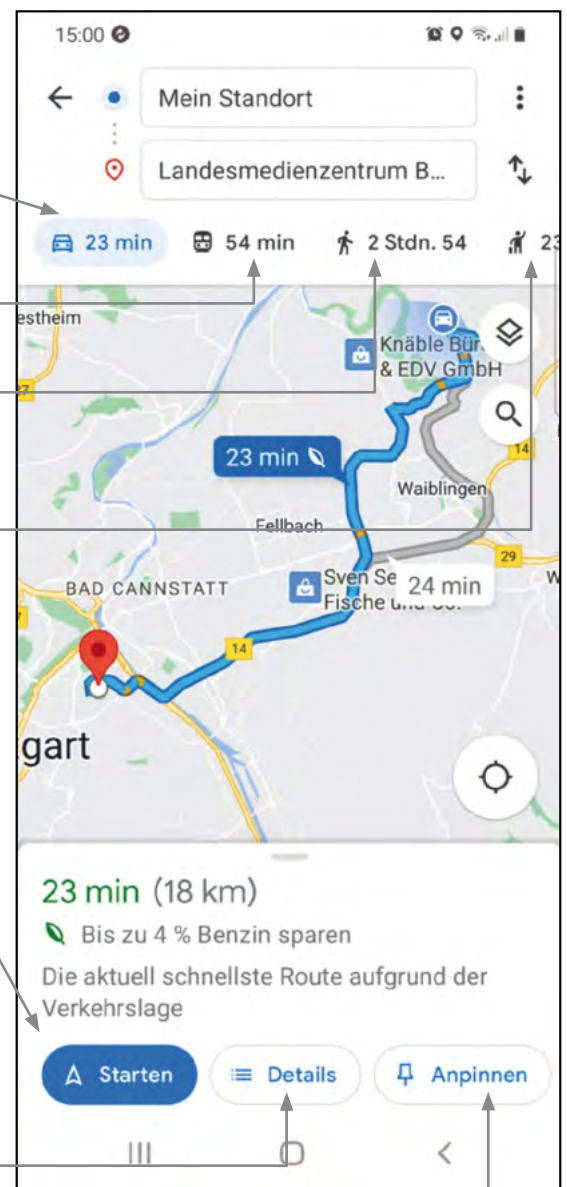 15:00
Mein Standort
Landesmedienzentrum B...
23 min
54 min
2 Stdn. 54
23
estheim
Knäble Bür
& EDV GmbH
27
14
23 min
Waiblingen
Fellbach
29
W
BAD CANNSTATT
Sven Se
Fische und Co.
24 min
14
gart
23 min (18 km)
Bis zu 4 % Benzin sparen
Die aktuell schnellste Route aufgrund der
Verkehrslage
Starten
Details
Anpinnen